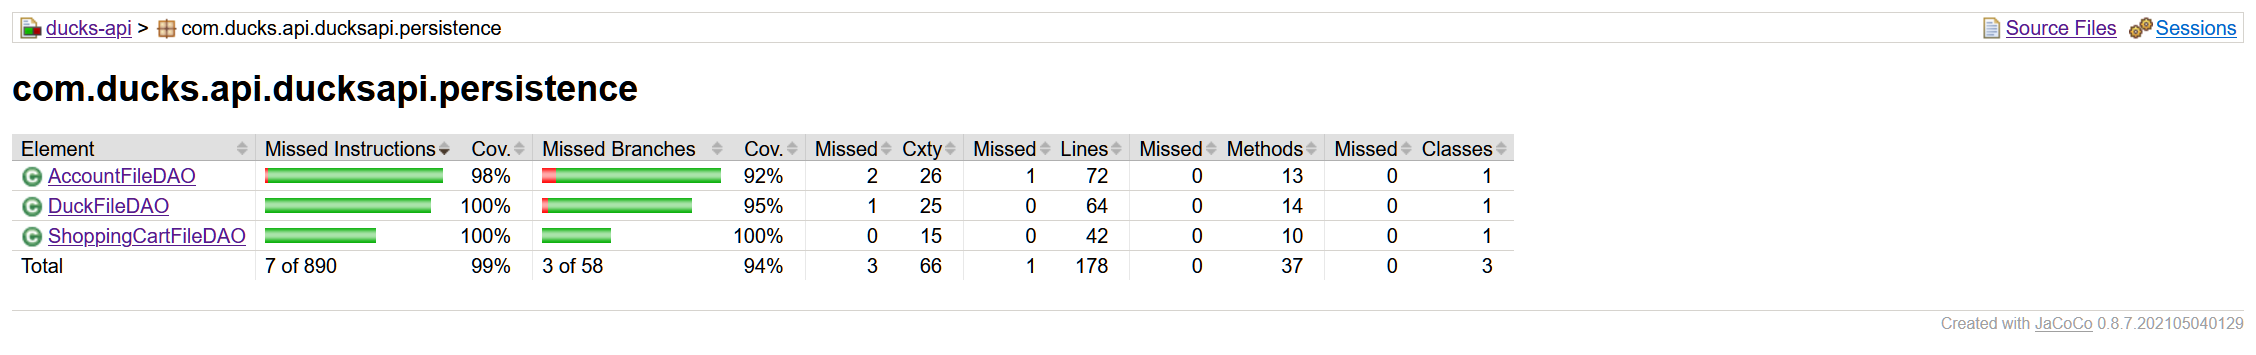 ducks-api > com.ducks.api.ducksapi.persistence Source Files Sessions
com.ducks.api.ducksapi.persistence
Element Missed Instructions Cov. Missed Branches Cov. Missed Cxty Missed Lines Missed Methods Missed Classes
AccountFileDAO 98% 92% 2 26 1 72 0 13 0 1
DuckFileDAO 100% 95% 1 25 0 64 0 14 0 1
ShoppingCartFileDAO 100% 100% 0 15 0 42 0 10 0 1
Total 7 of 890 99% 3 of 58 94% 3 66 1 178 0 37 0 3
Created with JaCoCo 0.8.7.202105040129